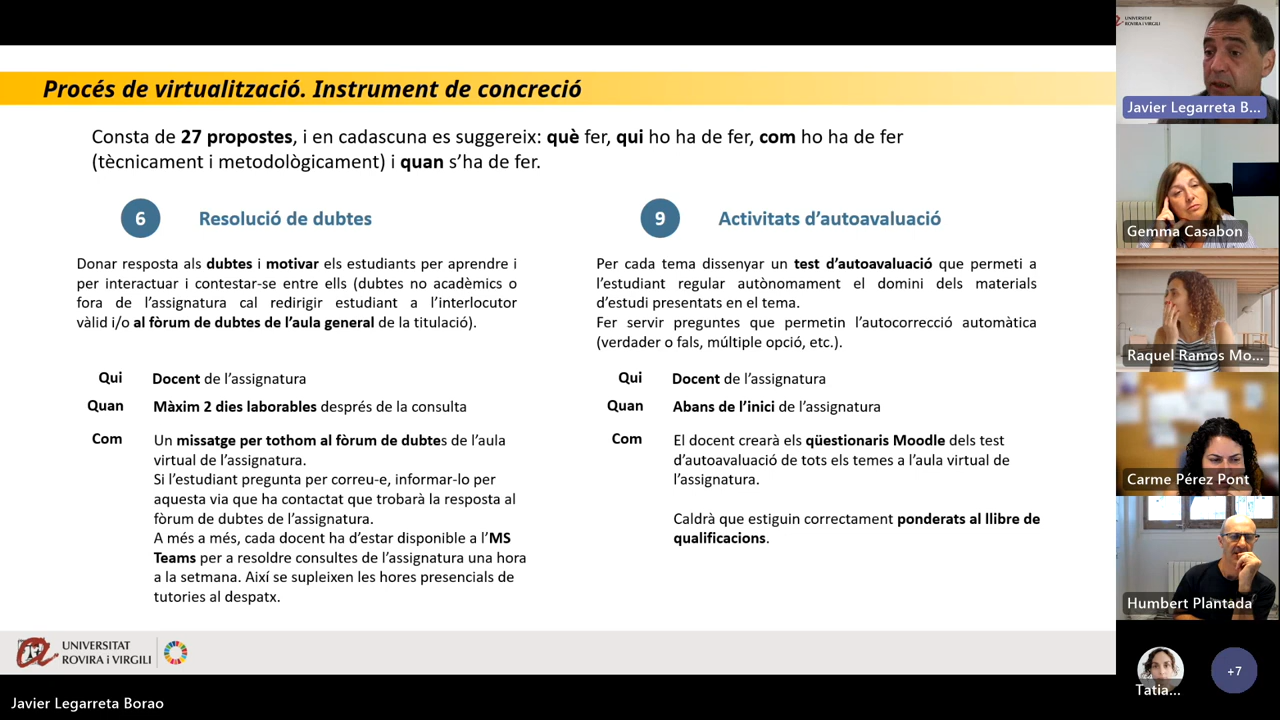 Procés de virtualització. Instrument de concreció
Consta de 27 propostes, i en cadascuna es suggereix: què fer, qui ho ha de fer, com ho ha de fer
(tècnicament i metodològicament) i quan s’ha de fer.
6
Resolució de dubtes
Donar resposta als dubtes i motivar els estudiants per aprendre i
per interactuar i contestar-se entre ells (dubtes no acadèmics o
fora de l’assignatura cal redirigir estudiant a l’interlocutor
vàlid i/o al fòrum de dubtes de l’aula general de la titulació).
Qui
Docent de l’assignatura
Quan
Màxim 2 dies laborables després de la consulta
Com
Un missatge per tothom al fòrum de dubtes de l’aula
virtual de l’assignatura.
Si l’estudiant pregunta per correu-e, informar-lo per
aquesta via que ha contactat que trobarà la resposta al
fòrum de dubtes de l’assignatura.
A més a més, cada docent ha d’estar disponible a l’MS
Teams per a resoldre consultes de l’assignatura una hora
a la setmana. Així se supleixen les hores presencials de
tutories al despatx.
9
Activitats d’autoavaluació
Per cada tema dissenyar un test d’autoavaluació que permeti a
l’estudiant regular autònomament el domini dels materials
d’estudi presentats en el tema.
Fer servir preguntes que permetin l’autocorrecció automàtica
(verdader o fals, múltiple opció, etc.).
Qui
Docent de l’assignatura
Quan
Abans de l’inici de l’assignatura
Com
El docent crearà els qüestionaris Moodle dels test
d’autoavaluació de tots els temes a l’aula virtual de
l’assignatura.
Caldrà que estiguin correctament ponderats al llibre de
qualificacions.
UNIVERSITAT
ROVIRA i VIRGILI
Javier Legarreta Borao
UNIVERSITAT
ROVIRA i VIRGILI
Javier Legarreta B...
Gemma Casabon
Raquel Ramos Mo...
Carme Pérez Pont
Humbert Plantada
Tatia...
+7